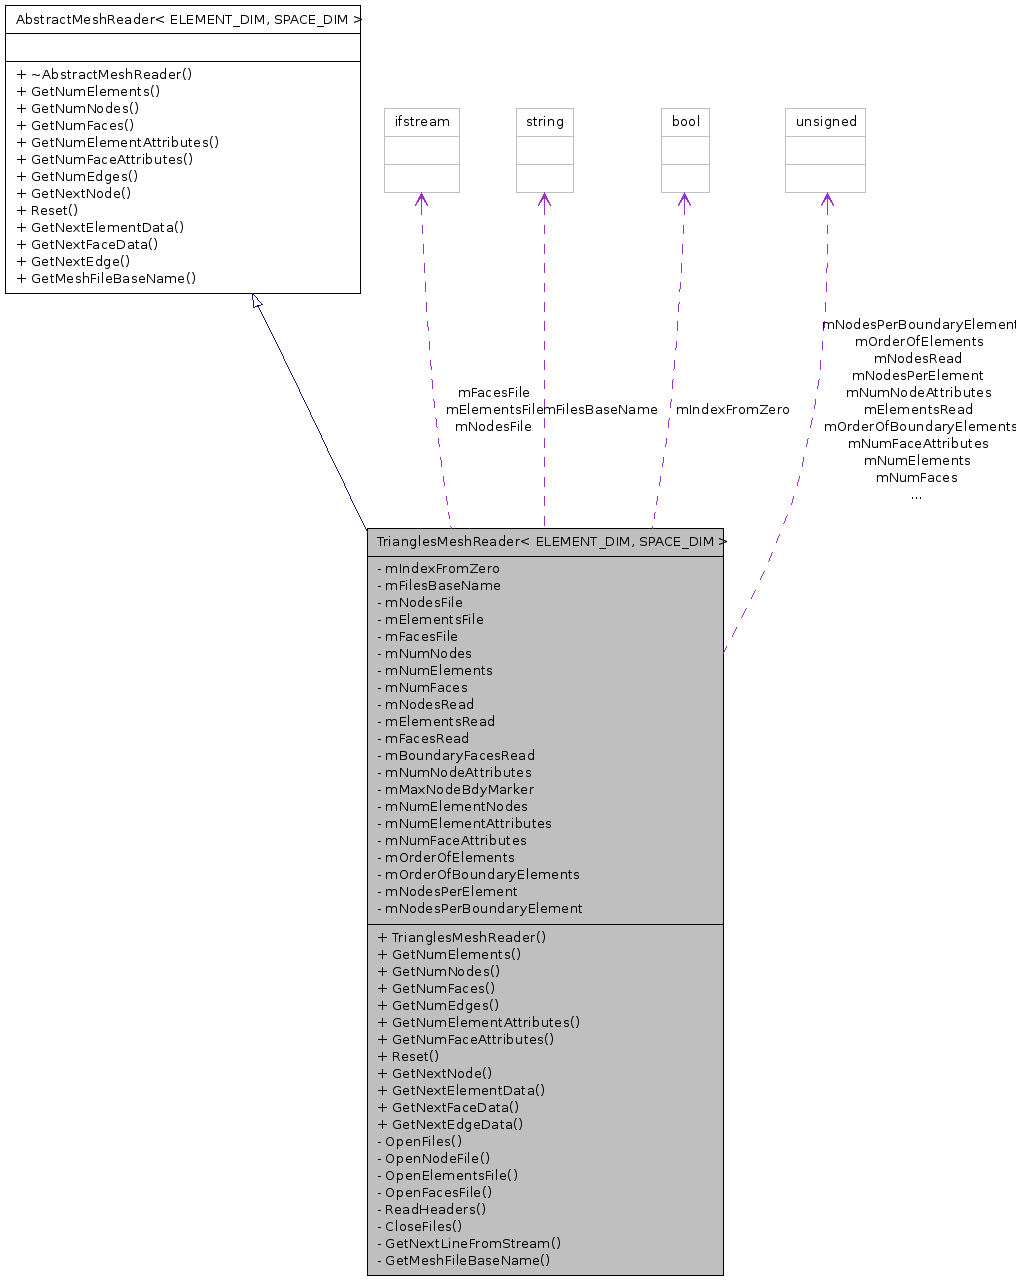 AbstractMeshReader< ELEMENT_DIM, SPACE_DIM >
+ ~AbstractMeshReader()
+ GetNumElements()
+ GetNumNodes()
+ GetNumFaces()
+ GetNumElementAttributes()
+ GetNumFaceAttributes()
+ GetNumEdges()
+ GetNextNode()
+ Reset()
+ GetNextElementData()
+ GetNextFaceData()
+ GetNextEdge()
+ GetMeshFileBaseName()
ifstream
string
bool
unsigned
mFacesFile
mElementsFile
mNodesFile
mFilesBaseName
mIndexFromZero
mNodesPerBoundaryElement
mOrderOfElements
mNodesRead
mNodesPerElement
mNumNodeAttributes
mElementsRead
mOrderOfBoundaryElements
mNumFaceAttributes
mNumElements
mNumFaces
...
TrianglesMeshReader< ELEMENT_DIM, SPACE_DIM >
- mIndexFromZero
- mFilesBaseName
- mNodesFile
- mElementsFile
- mFacesFile
- mNumNodes
- mNumElements
- mNumFaces
- mNodesRead
- mElementsRead
- mFacesRead
- mBoundaryFacesRead
- mNumNodeAttributes
- mMaxNodeBdyMarker
- mNumElementNodes
- mNumElementAttributes
- mNumFaceAttributes
- mOrderOfElements
- mOrderOfBoundaryElements
- mNodesPerElement
- mNodesPerBoundaryElement
+ TrianglesMeshReader()
+ GetNumElements()
+ GetNumNodes()
+ GetNumFaces()
+ GetNumEdges()
+ GetNumElementAttributes()
+ GetNumFaceAttributes()
+ Reset()
+ GetNextNode()
+ GetNextElementData()
+ GetNextFaceData()
+ GetNextEdgeData()
- OpenFiles()
- OpenNodeFile()
- OpenElementsFile()
- OpenFacesFile()
- ReadHeaders()
- CloseFiles()
- GetNextLineFromStream()
- GetMeshFileBaseName()